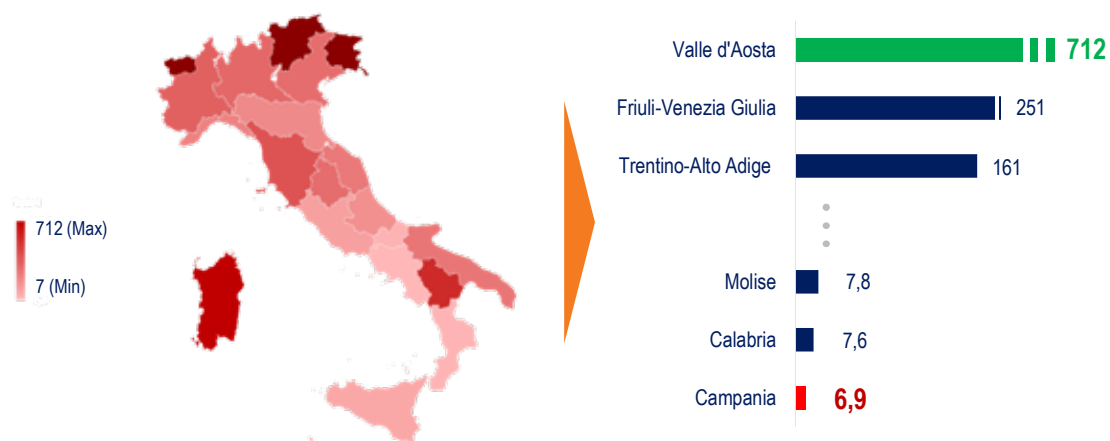 712 (Max)
7 (Min)
Valle d'Aosta
712
Friuli-Venezia Giulia
251
Trentino-Alto Adige
161
Molise
7,8
Calabria
7,6
Campania
6,9